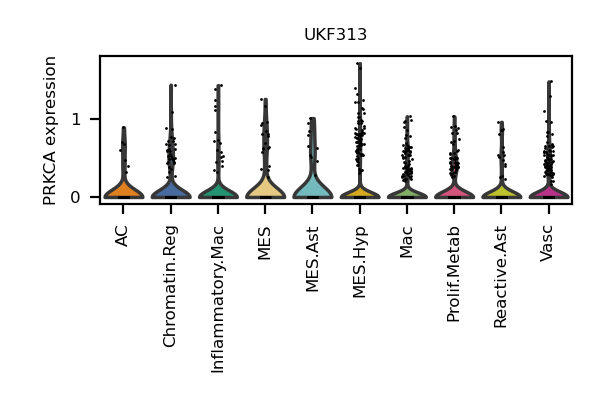 UKF313
PRKCA expression
1
0
AC
Chromatin.Reg
Inflammatory.Mac
MES
MES.Ast
MES.Hyp
Mac
Prolif.Metab
Reactive.Ast
Vasc